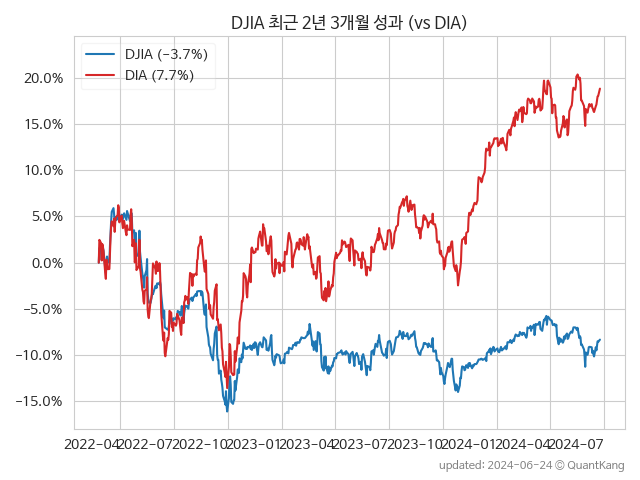 DJIA 최근 2년 3개월 성과 (vs DIA)
DJIA (−3.7%)
DIA (7.7%)
20.0%
15.0%
10.0%
5.0%
0.0%
−5.0%
−10.0%
−15.0%
2022-04 2022-07 2022-10 2023-01 2023-04 2023-07 2023-10 2024-01 2024-04 2024-07
updated: 2024-06-24 © QuantKang